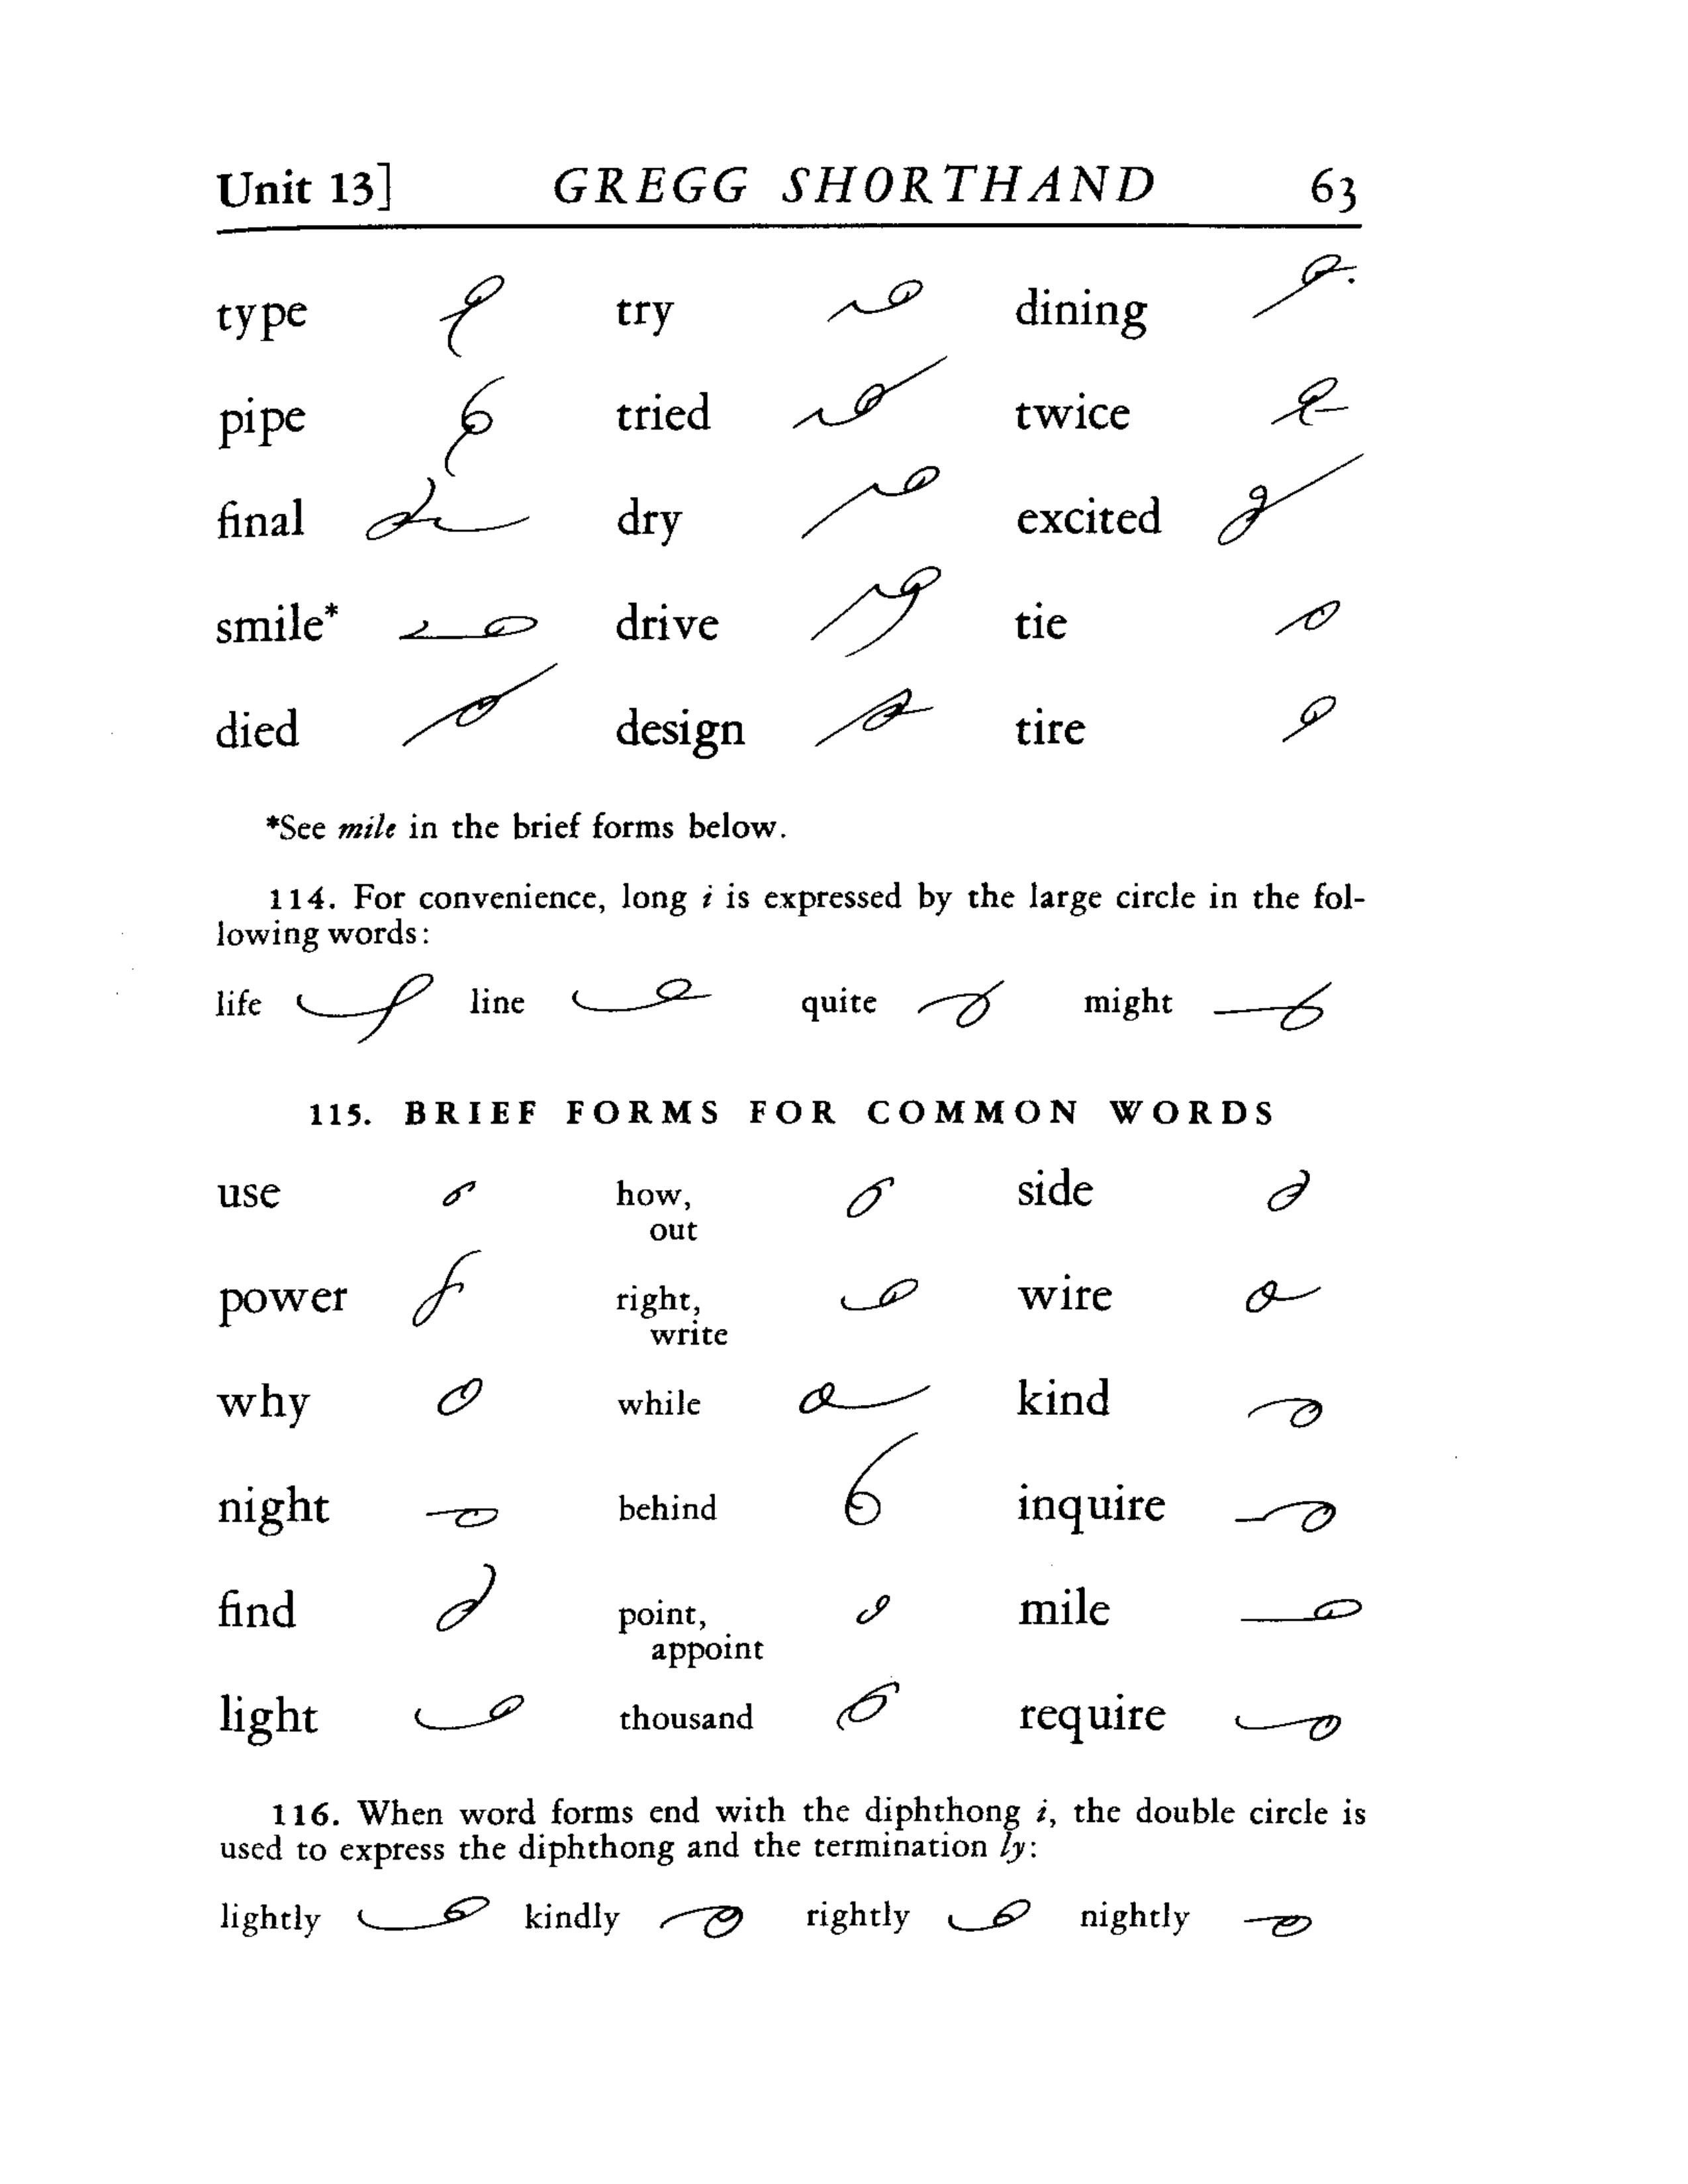 Unit 13] GREGG SHORTHAND 63
type try dining
pipe tried twice
final dry excited
smile* drive tie
died design tire
*See mile in the brief forms below.
114. For convenience, long i is expressed by the large circle in the fol-
lowing words:
life line quite might
115. BRIEF FORMS FOR COMMON WORDS
use how, side
out
power right, wire
write
why while kind
night behind inquire
find point, mile
appoint
light thousand require
116. When word forms end with the diphthong i, the double circle is
used to express the diphthong and the termination ly:
lightly kindly rightly nightly